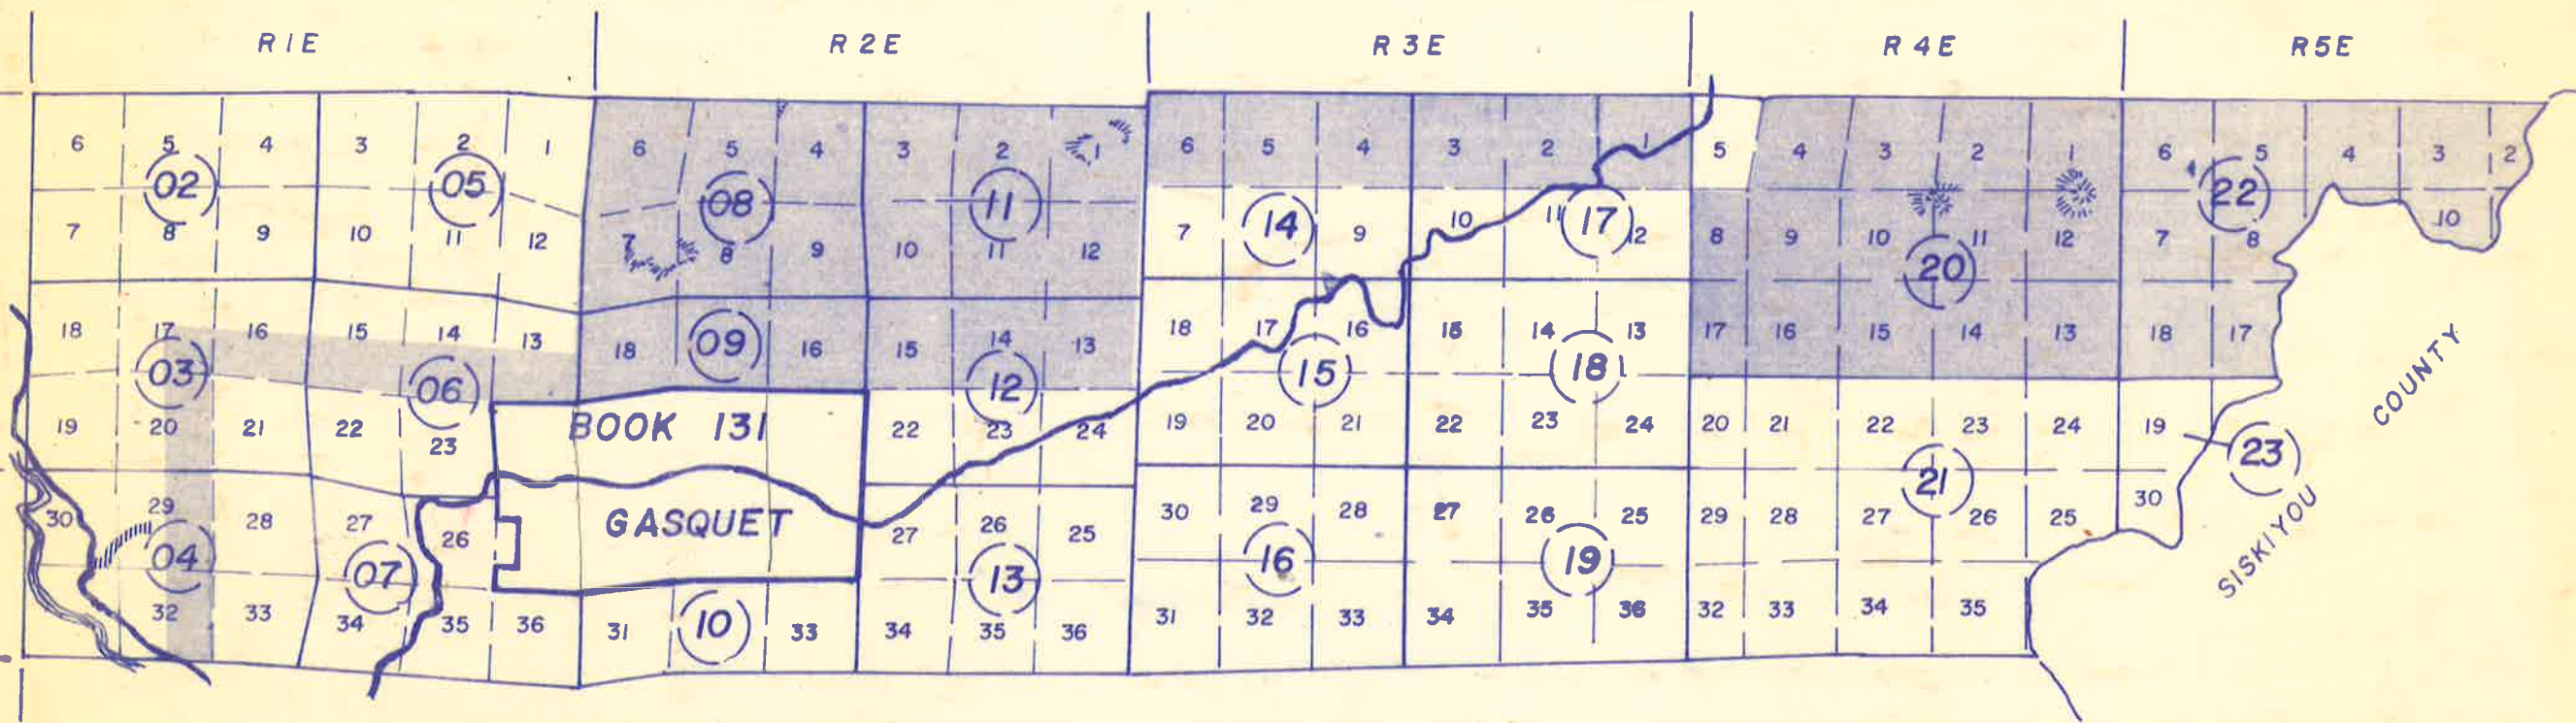 R 1 E R 2 E R 3 E R 4 E R 5 E
6 5 4 3 2 1 6 5 4 3 2 1 6 5 4 3 2 1 5 4 3 2 1 6 5 4 3 2
02 05 08 11 14 17 20 22
7 8 9 10 11 12 7 8 9 10 11 12 7 9 10 11 12 8 9 10 11 12 7 8 10
18 17 16 15 14 13 18 16 15 14 13 18 17 16 15 14 13 17 16 15 14 13 18 17
03 06 09 12 15 18
19 20 21 22 23 22 23 24 19 20 21 22 23 24 20 21 22 23 24 19
BOOK 131
COUNTY
21 23
30 29 28 27 26 27 26 25 30 29 28 27 26 25 29 28 27 26 25 30
GASQUET
SISKIYOU
04 07 10 13 16 19
32 33 34 35 36 31 33 34 35 36 31 32 33 34 35 36 32 33 34 35